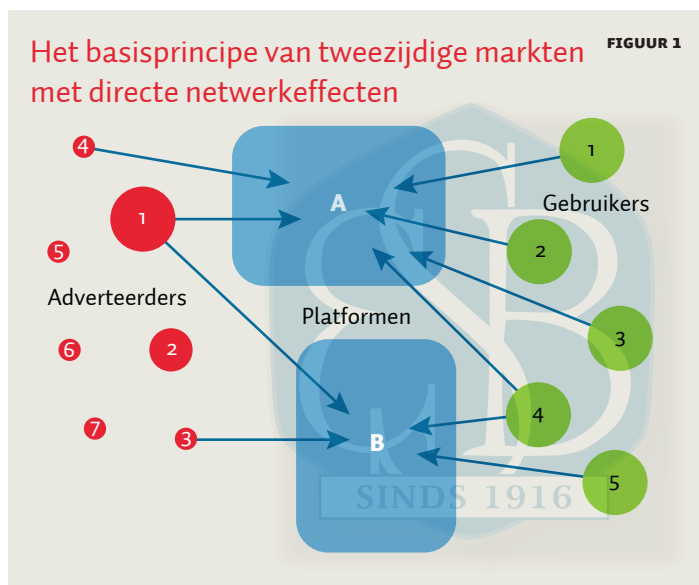 Het basisprincipe van tweezijdige markten
met directe netwerkeffecten
FIGUUR 1
4
1
A
1
Gebruikers
2
5
Adverteerders
Platformen
3
6
2
4
7
3
B
5
SINDS 1916
ESB